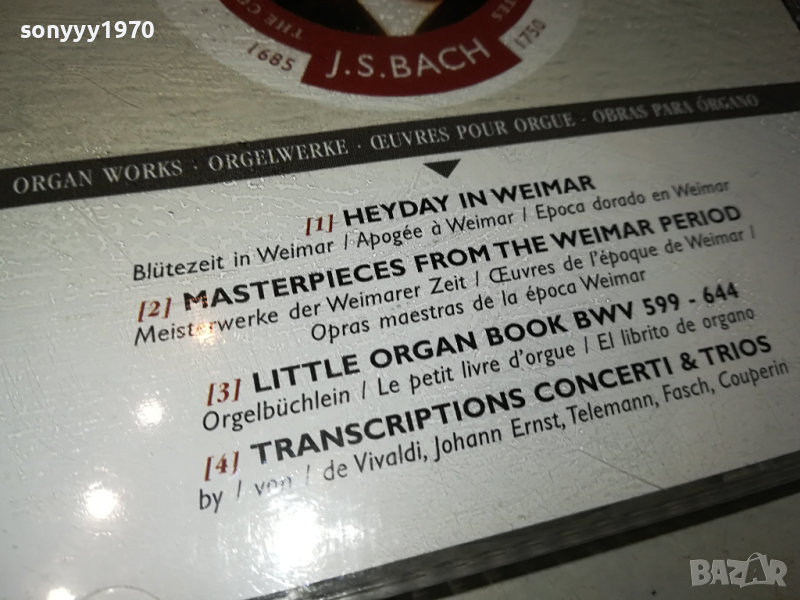 sonyyy1970
THE
1685 J.S.BACH 1750
ORGAN WORKS · ORGELWERKE · ŒUVRES POUR ORGUE · OBRAS PARA ÓRGANO
[1] HEYDAY IN WEIMAR
Blütezeit in Weimar / Apogée à Weimar / Epoca dorado en Weimar
[2] MASTERPIECES FROM THE WEIMAR PERIOD
Meisterwerke der Weimarer Zeit / Œuvres de l'époque de Weimar /
Opras maestras de la época Weimar
[3] LITTLE ORGAN BOOK BWV 599 - 644
Orgelbüchlein / Le petit livre d'orgue / El librito de organo
[4] TRANSCRIPTIONS CONCERTI & TRIOS
by / von / de Vivaldi, Johann Ernst, Telemann, Fasch, Couperin
BAZAR